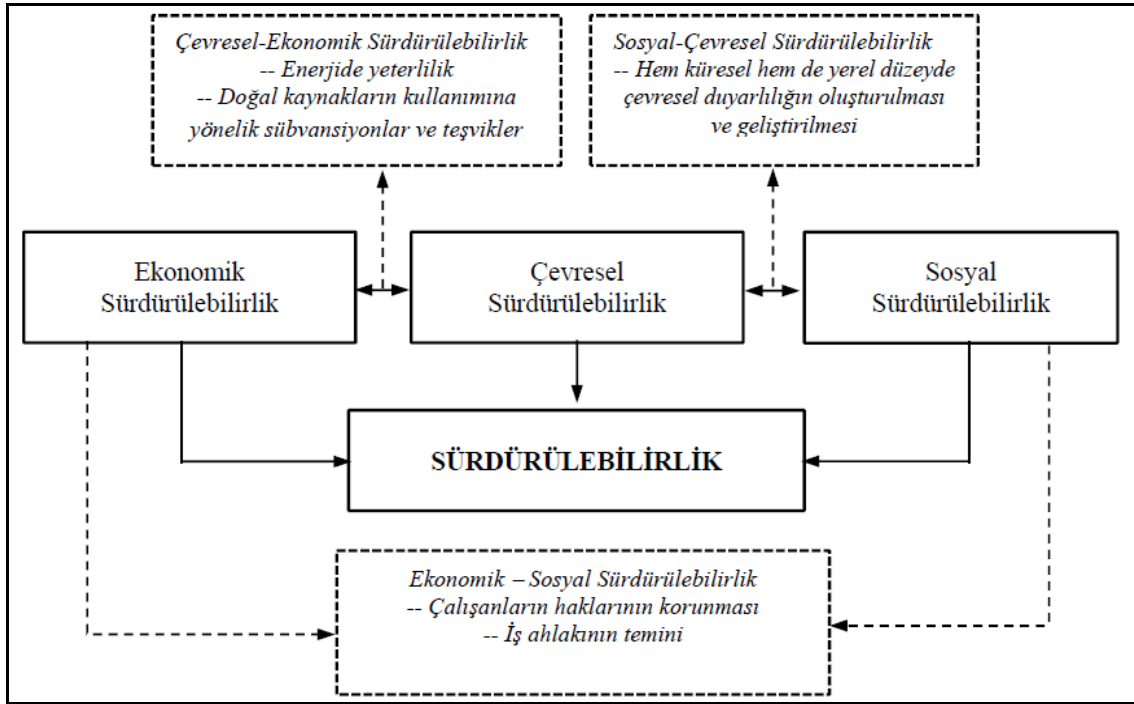 Çevresel-Ekonomik Sürdürülebilirlik
-- Enerjide yeterlilik
-- Doğal kaynakların kullanımına
yönelik sübvansiyonlar ve teşvikler
Sosyal-Çevresel Sürdürülebilirlik
-- Hem küresel hem de yerel düzeyde
çevresel duyarlılığın oluşturulması
ve geliştirilmesi
Ekonomik
Sürdürülebilirlik
Çevresel
Sürdürülebilirlik
Sosyal
Sürdürülebilirlik
SÜRDÜRÜLEBİLİRLİK
Ekonomik – Sosyal Sürdürülebilirlik
-- Çalışanların haklarının korunması
-- İş ahlakının temini